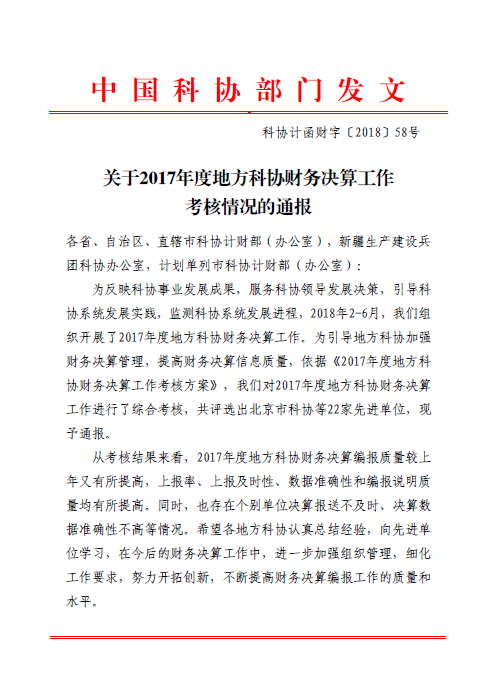 中国科协部门发文
科协计函财字〔2018〕58号
关于2017年度地方科协财务决算工作
考核情况的通报
各省、自治区、直辖市科协计财部（办公室），新疆生产建设兵
团科协办公室，计划单列市科协计财部（办公室）：
为反映科协事业发展成果，服务科协领导发展决策，引导科
协系统发展实践，监测科协系统发展进程，2018年2-6月，我们组
织开展了2017年度地方科协财务决算工作。为引导地方科协加强
财务决算管理，提高财务决算信息质量，依据《2017年度地方科
协财务决算工作考核方案》，我们对2017年度地方科协财务决算
工作进行了综合考核，共评选出北京市科协等22家先进单位，现
予通报。
从考核结果来看，2017年度地方科协财务决算编报质量较上
年又有所提高，上报率、上报及时性、数据准确性和编报说明质
量均有所提高。同时，也存在个别单位决算报送不及时、决算数
据准确性不高等情况。希望各地方科协认真总结经验，向先进单
位学习，在今后的财务决算工作中，进一步加强组织管理，细化
工作要求，努力开拓创新，不断提高财务决算编报工作的质量和
水平。